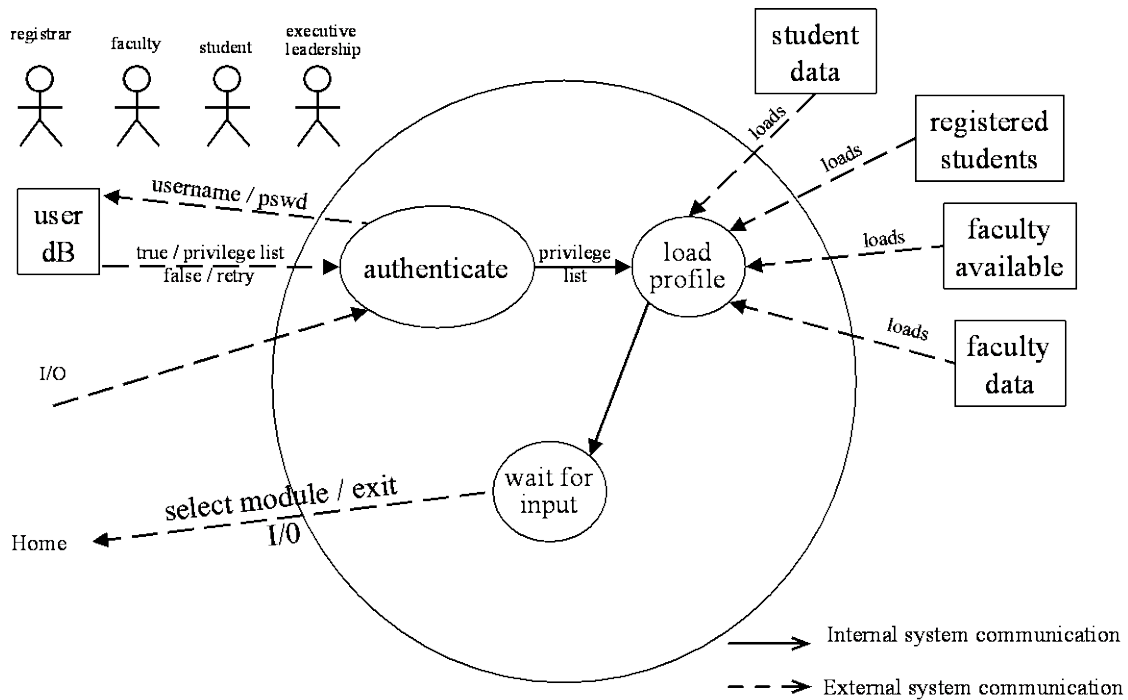 registrar
faculty
student
executive
leadership
student
data
loads
registered
students
loads
username / pswd
user
dB
true / privilege list
false / retry
authenticate
privilege
list
load
profile
loads
faculty
available
loads
faculty
data
I/O
wait for
input
select module / exit
I/0
Home
Internal system communication
External system communication